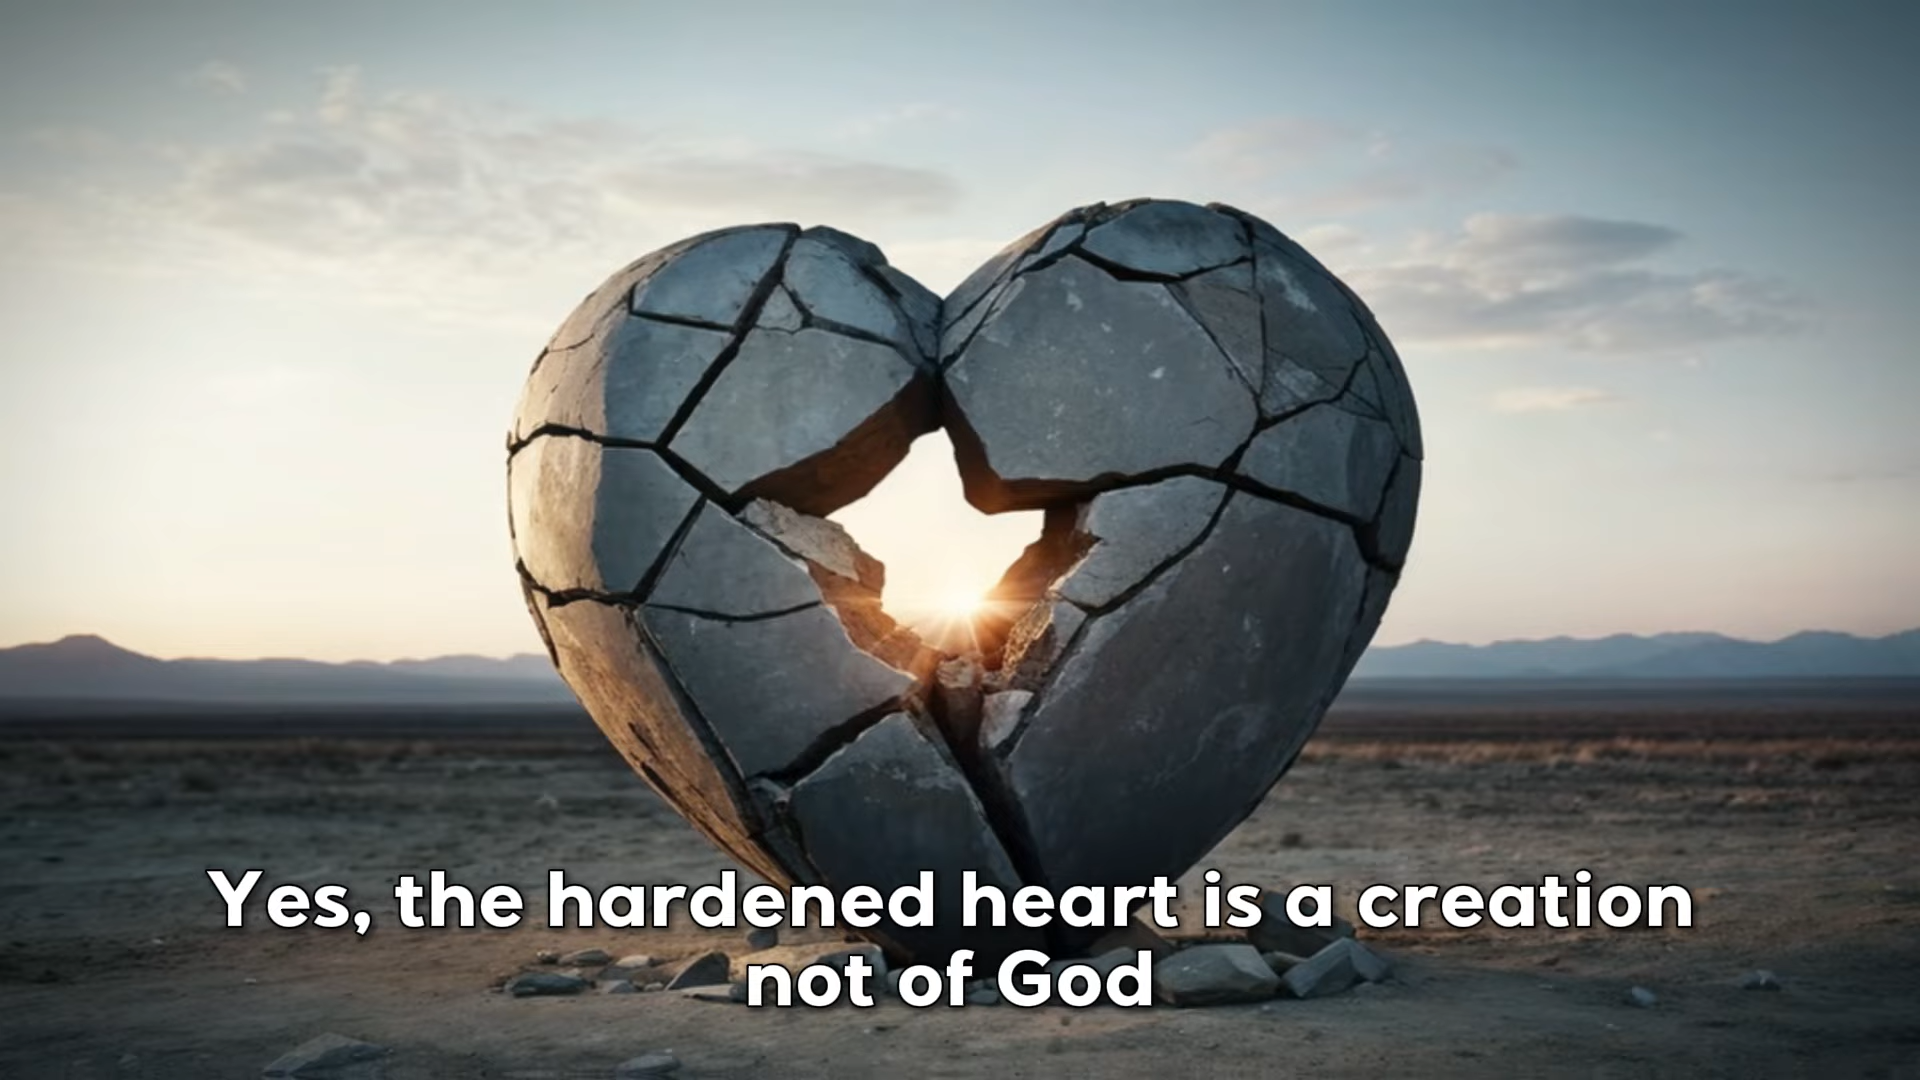 Yes, the hardened heart is a creation
not of God